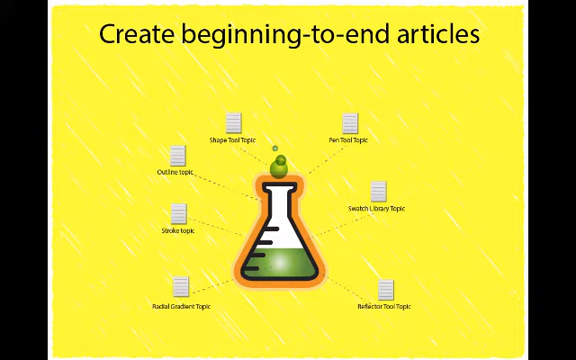 Create beginning-to-end articles
Shape Tool Topic
Pen Tool Topic
Outline topic
Swatch Library Topic
Stroke topic
Radial Gradient Topic
Reflector Tool Topic